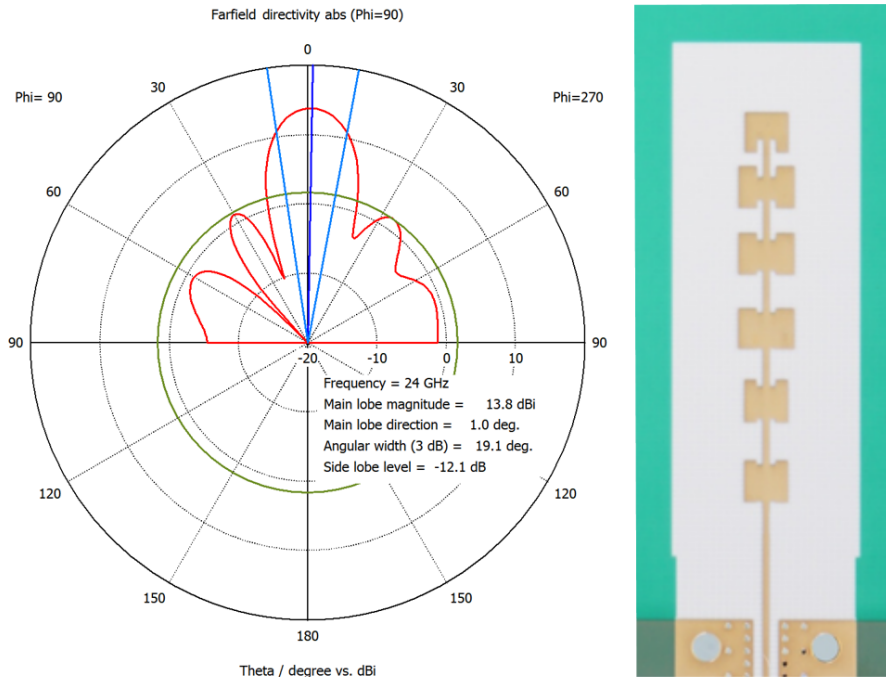 Farfield directivity abs (Phi=90)
0
30
30
Phi= 90
Phi=270
60
60
90
-20
-10
0
10
90
Frequency = 24 GHz
Main lobe magnitude = 13.8 dBi
Main lobe direction = 1.0 deg.
Angular width (3 dB) = 19.1 deg.
Side lobe level = -12.1 dB
120
120
150
150
180
Theta / degree vs. dBi